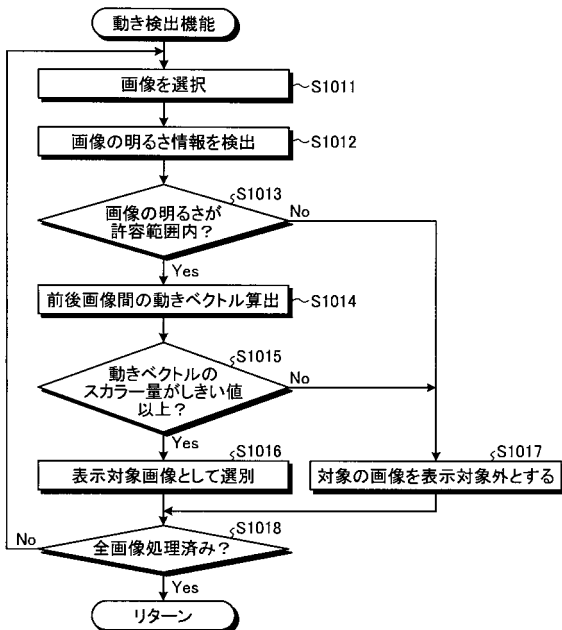 動き検出機能
画像を選択
S1011
画像の明るさ情報を検出
S1012
S1013
画像の明るさが
許容範囲内？
No
Yes
前後画像間の動きベクトル算出
S1014
S1015
動きベクトルの
スカラー量がしきい値
以上？
No
Yes
S1016
表示対象画像として選別
S1017
対象の画像を表示対象外とする
S1018
全画像処理済み？
No
Yes
リターン